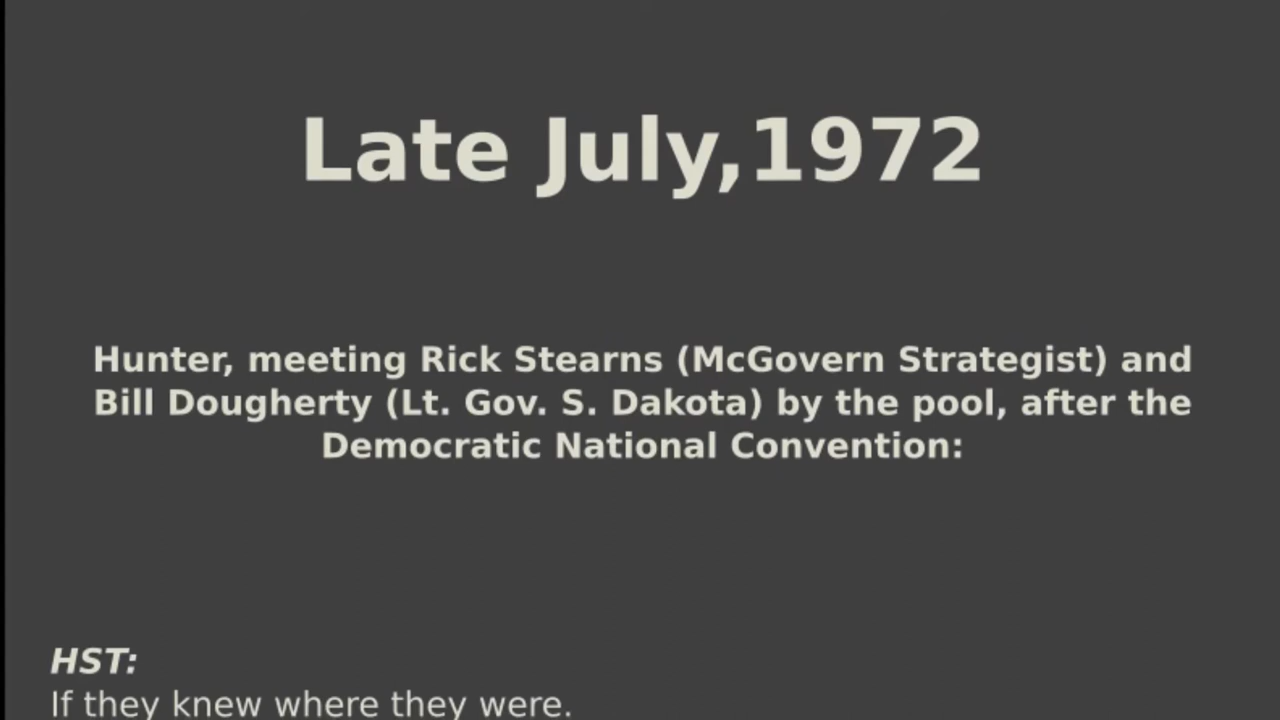 Late July,1972
Hunter, meeting Rick Stearns (McGovern Strategist) and
Bill Dougherty (Lt. Gov. S. Dakota) by the pool, after the
Democratic National Convention:
HST:
If they knew where they were.